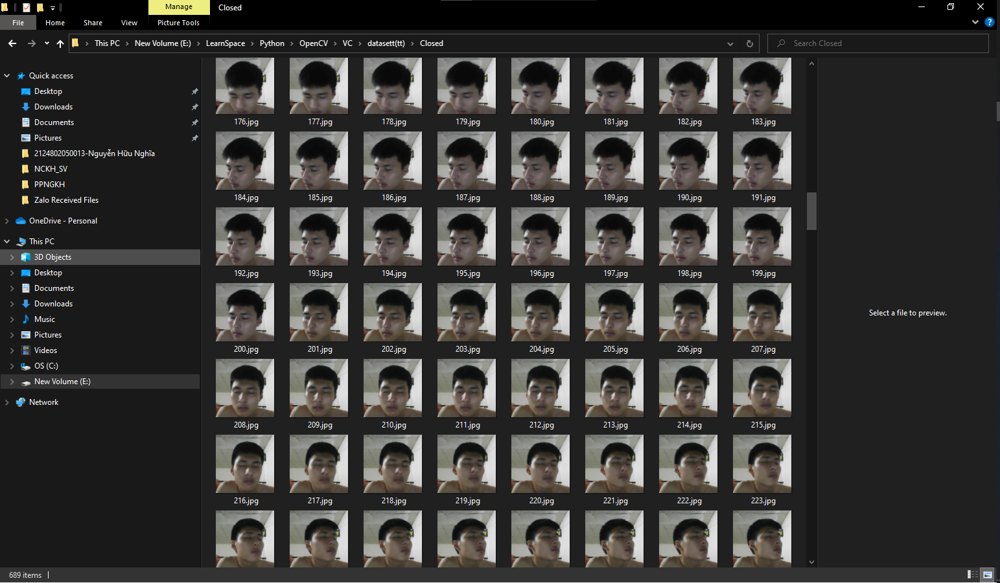 Manage
Closed
File
Home
Share
View
Picture Tools
This PC
New Volume (E:)
LearnSpace
Python
OpenCV
VC
datasett(tt)
Closed
Search Closed
Quick access
Desktop
Downloads
Documents
Pictures
2124802050013-Nguyễn Hữu Nghĩa
NCKH_SV
PPNGKH
Zalo Received Files
OneDrive - Personal
This PC
3D Objects
Desktop
Documents
Downloads
Music
Pictures
Videos
OS (C:)
New Volume (E:)
Network
176.jpg 177.jpg 178.jpg 179.jpg 180.jpg 181.jpg 182.jpg 183.jpg
184.jpg 185.jpg 186.jpg 187.jpg 188.jpg 189.jpg 190.jpg 191.jpg
192.jpg 193.jpg 194.jpg 195.jpg 196.jpg 197.jpg 198.jpg 199.jpg
200.jpg 201.jpg 202.jpg 203.jpg 204.jpg 205.jpg 206.jpg 207.jpg
208.jpg 209.jpg 210.jpg 211.jpg 212.jpg 213.jpg 214.jpg 215.jpg
216.jpg 217.jpg 218.jpg 219.jpg 220.jpg 221.jpg 222.jpg 223.jpg
Select a file to preview.
689 items